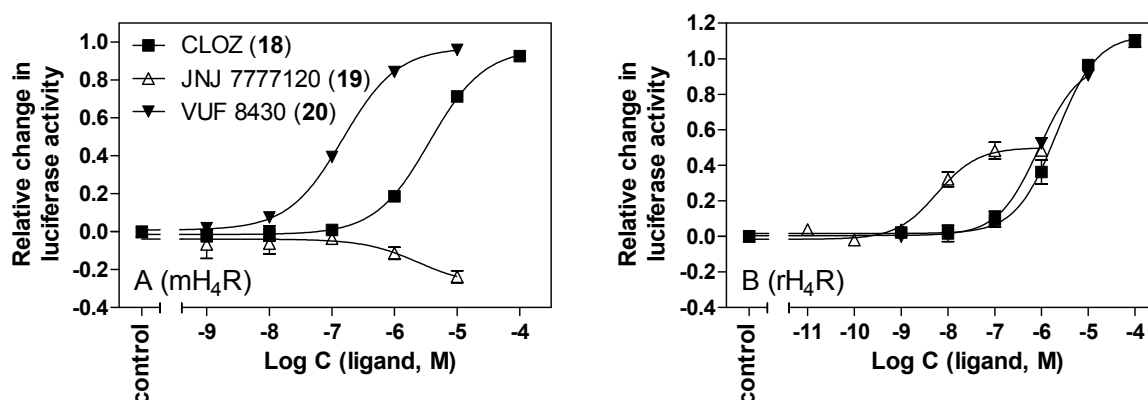 1.0
0.8
0.6
0.4
0.2
0.0
-0.2
-0.4
Relative change in
luciferase activity
CLOZ (18)
JNJ 7777120 (19)
VUF 8430 (20)
A (mH₄R)
control
-9 -8 -7 -6 -5 -4
Log C (ligand, M)
1.2
1.0
0.8
0.6
0.4
0.2
0.0
-0.2
-0.4
Relative change in
luciferase activity
B (rH₄R)
control
-11 -10 -9 -8 -7 -6 -5 -4
Log C (ligand, M)